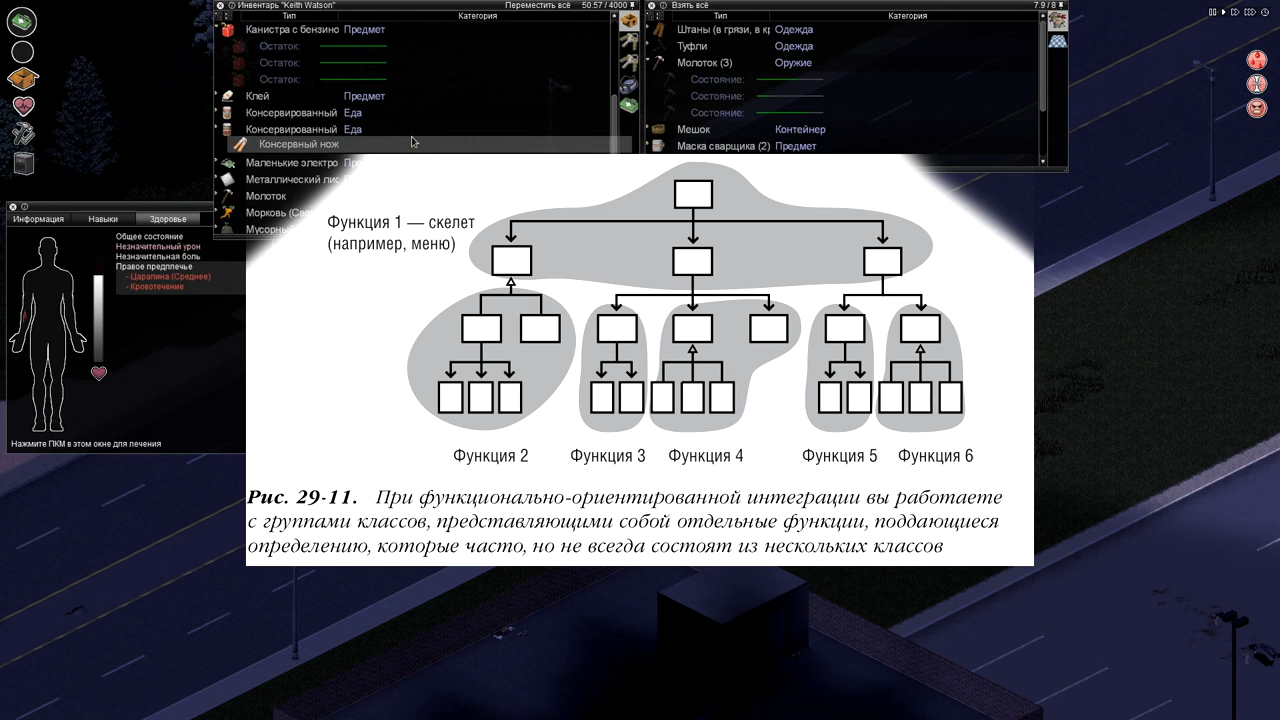 Инвентарь "Keith Watson"
Переместить всё
50.57 / 4000
Тип
Категория
Канистра с бензино
Предмет
Остаток:
Остаток:
Остаток:
Клей
Предмет
Консервированный
Еда
Консервированный
Еда
Консервный нож
Маленькие электро
Металлический лис
Молоток
Морковь
Мусорны
Взять всё
7.9 / 8
Тип
Категория
Штаны (в грязи, в кр
Одежда
Туфли
Одежда
Молоток (3)
Оружие
Состояние:
Состояние:
Состояние:
Мешок
Контейнер
Маска сварщика (2)
Предмет
Информация
Навыки
Здоровье
Общее состояние
Незначительный урон
Незначительная боль
Правое предплечье
- Царапина (Среднее)
- Кровотечение
Нажмите ПКМ в этом окне для лечения
Функция 1 — скелет
(например, меню)
Функция 2
Функция 3
Функция 4
Функция 5
Функция 6
Рис. 29-11. При функционально-ориентированной интеграции вы работаете
с группами классов, представляющими собой отдельные функции, поддающиеся
определению, которые часто, но не всегда состоят из нескольких классов